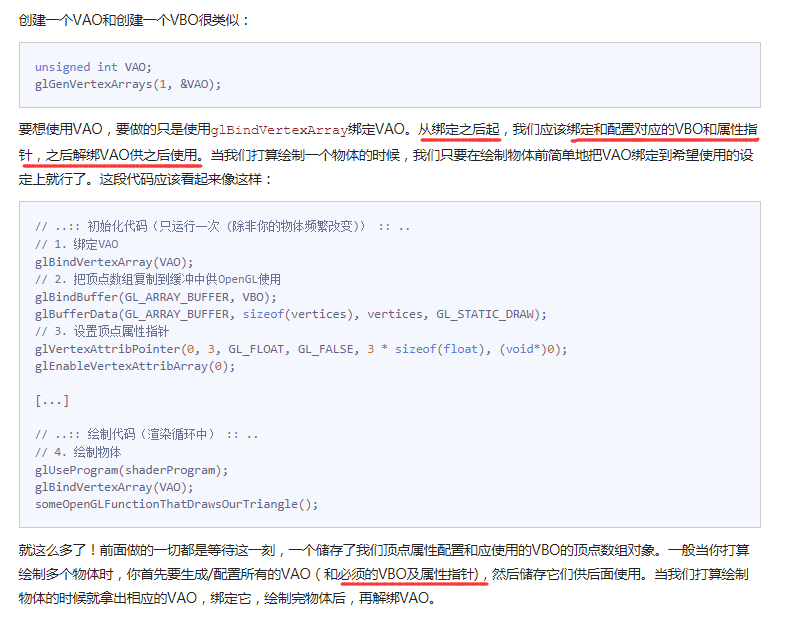 创建一个VAO和创建一个VBO很类似：
unsigned int VAO;
glGenVertexArrays(1, &VAO);
要想使用VAO，要做的只是使用glBindVertexArray绑定VAO。从绑定之后起，我们应该绑定和配置对应的VBO和属性指
针，之后解绑VAO供之后使用。当我们打算绘制一个物体的时候，我们只要在绘制物体前简单地把VAO绑定到希望使用的设
定上就行了。这段代码应该看起来像这样：
// ..:: 初始化代码（只运行一次（除非你的物体频繁改变）） :: ..
// 1. 绑定VAO
glBindVertexArray(VAO);
// 2. 把顶点数组复制到缓冲中供OpenGL使用
glBindBuffer(GL_ARRAY_BUFFER, VBO);
glBufferData(GL_ARRAY_BUFFER, sizeof(vertices), vertices, GL_STATIC_DRAW);
// 3. 设置顶点属性指针
glVertexAttribPointer(0, 3, GL_FLOAT, GL_FALSE, 3 * sizeof(float), (void*)0);
glEnableVertexAttribArray(0);
[...]
// ..:: 绘制代码（渲染循环中） :: ..
// 4. 绘制物体
glUseProgram(shaderProgram);
glBindVertexArray(VAO);
someOpenGLFunctionThatDrawsOurTriangle();
就这么多了！前面做的一切都是等待这一刻，一个储存了我们顶点属性配置和应使用的VBO的顶点数组对象。一般当你打算
绘制多个物体时，你首先要生成/配置所有的VAO（和必须的VBO及属性指针)，然后储存它们供后面使用。当我们打算绘制
物体的时候就拿出相应的VAO，绑定它，绘制完物体后，再解绑VAO。